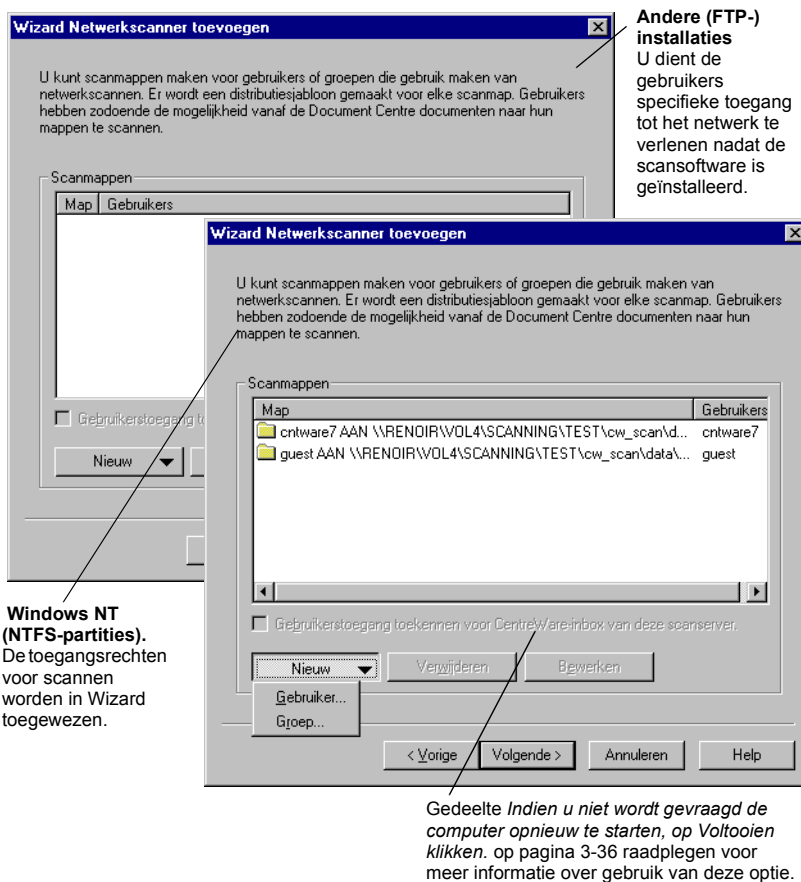 Wizard Netwerkscanner toevoegen
U kunt scanmappen maken voor gebruikers of groepen die gebruik maken van
netwerkscannen. Er wordt een distributiesjabloon gemaakt voor elke scanmap. Gebruikers
hebben zodoende de mogelijkheid vanaf de Document Centre documenten naar hun
mappen te scannen.
Scanmappen
Map Gebruikers
Gebruikerstoegang to
Nieuw
Andere (FTP-)
installaties
U dient de
gebruikers
specifieke toegang
tot het netwerk te
verlenen nadat de
scansoftware is
geïnstalleerd.
Wizard Netwerkscanner toevoegen
U kunt scanmappen maken voor gebruikers of groepen die gebruik maken van
netwerkscannen. Er wordt een distributiesjabloon gemaakt voor elke scanmap. Gebruikers
hebben zodoende de mogelijkheid vanaf de Document Centre documenten naar hun
mappen te scannen.
Scanmappen
Map Gebruikers
cntware7 AAN \\RENOIR\VOL4\SCANNING\TEST\cw_scan\d... cntware7
guest AAN \\RENOIR\VOL4\SCANNING\TEST\cw_scan\data\... guest
Gebruikerstoegang toekennen voor CentreWare-inbox van deze scanserver.
Nieuw Verwijderen Bewerken
Gebruiker...
Groep...
< Vorige Volgende > Annuleren Help
Windows NT
(NTFS-partities).
De toegangsrechten
voor scannen
worden in Wizard
toegewezen.
Gedeelte Indien u niet wordt gevraagd de
computer opnieuw te starten, op Voltooien
klikken. op pagina 3-36 raadplegen voor
meer informatie over gebruik van deze optie.